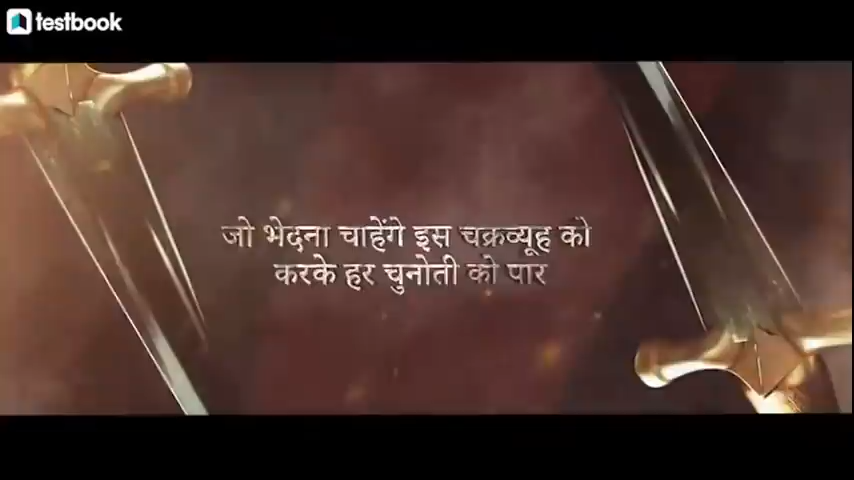 testbook
जो भेदना चाहेंगे इस चक्रव्यूह को
करके हर चुनोती को पार